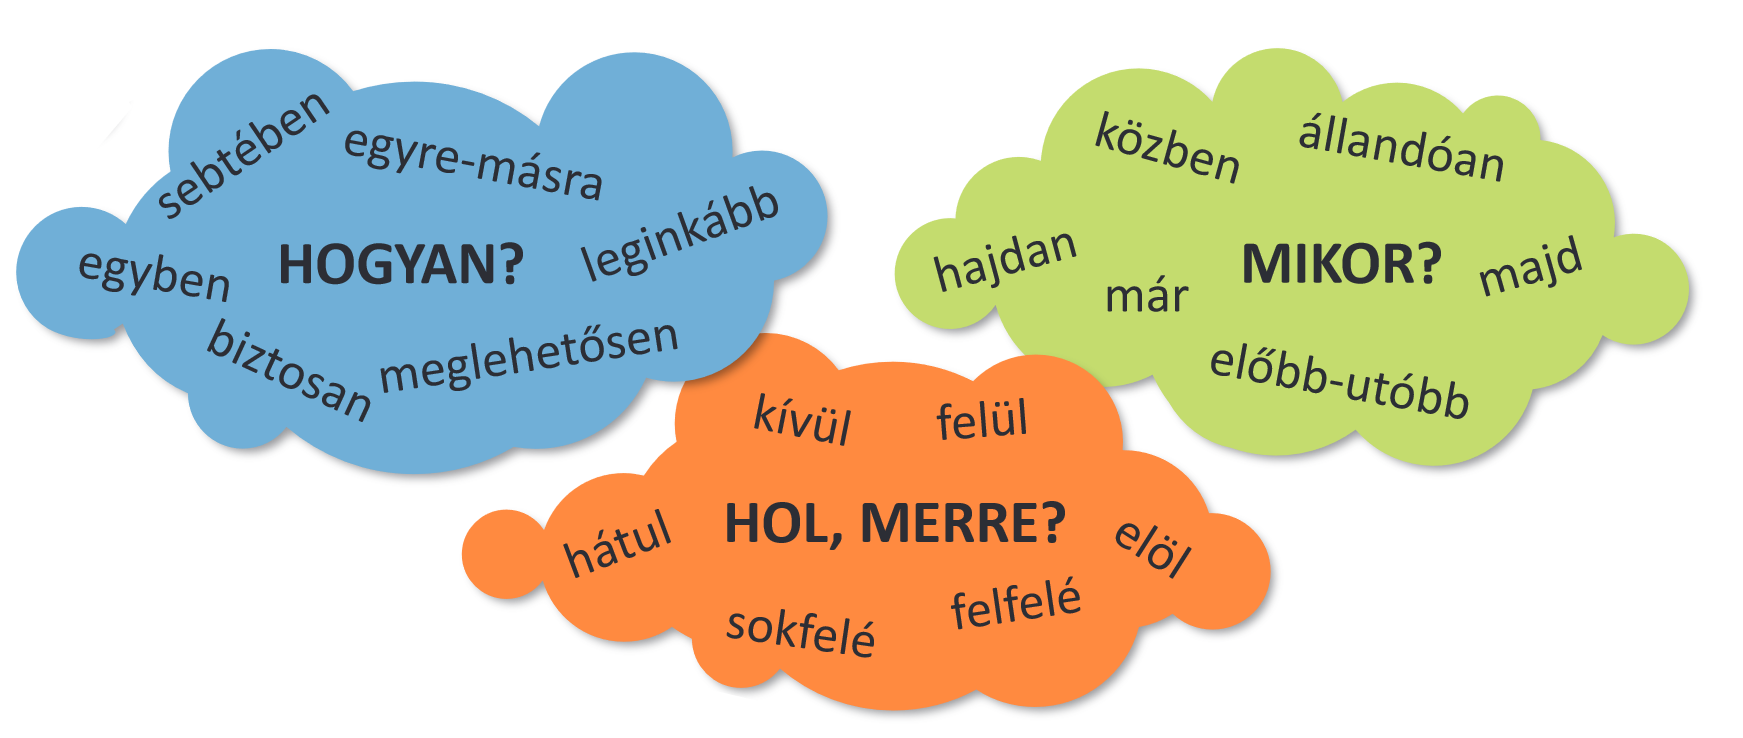 sebtében
egyre-másra
leginkább
egyben
HOGYAN?
biztosan
meglehetősen
közben
állandóan
hajdan
már
MIKOR?
majd
előbb-utóbb
kívül
felül
hátul
HOL, MERRE?
elöl
sokfelé
felfelé